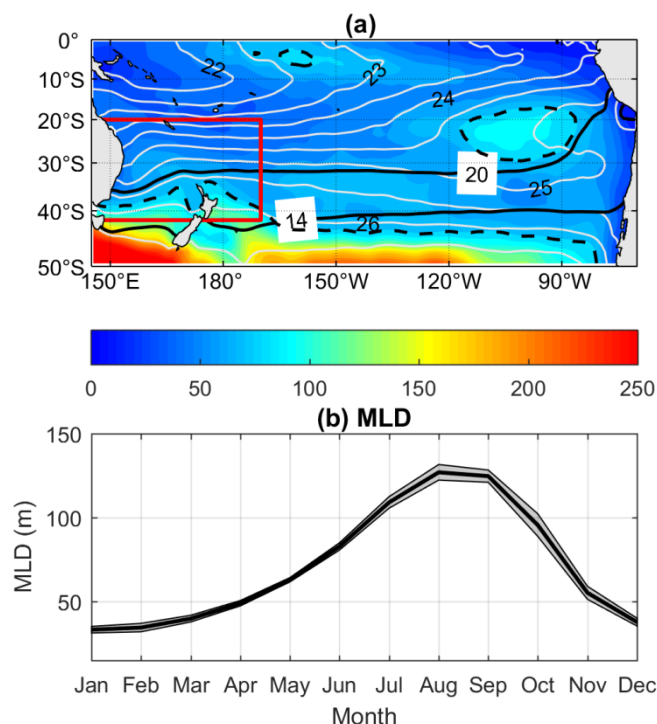 (a)
0°
10°S
20°S
30°S
40°S
50°S
22
23
24
20
25
14
26
150°E 180° 150°W 120°W 90°W
0 50 100 150 200 250
(b) MLD
150
100
50
MLD (m)
Jan Feb Mar Apr May Jun Jul Aug Sep Oct Nov Dec
Month